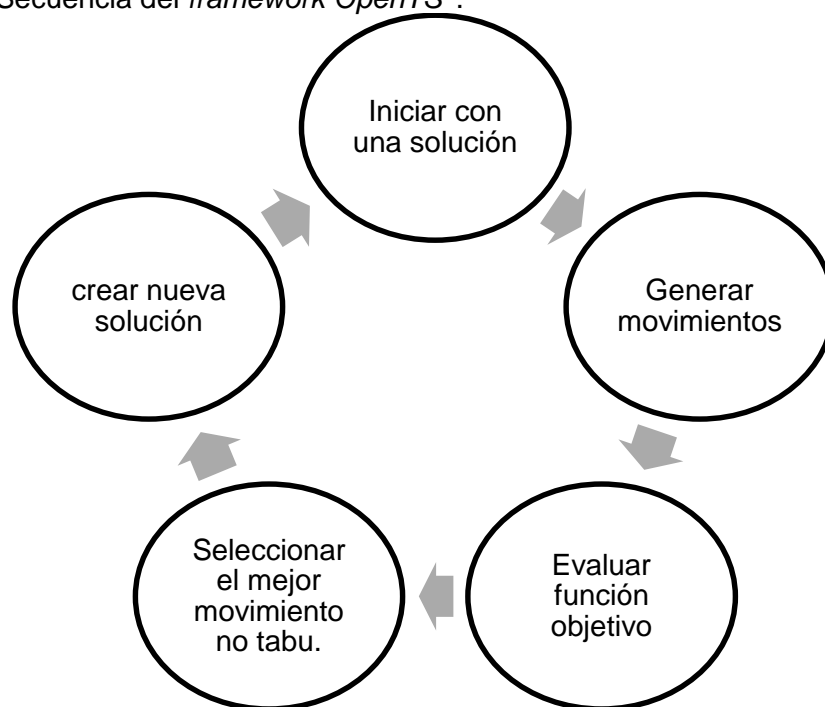 Secuencia del framework OpenTS".
Iniciar con
una solución
Generar
movimientos
Evaluar
función
objetivo
Seleccionar
el mejor
movimiento
no tabu.
crear nueva
solución